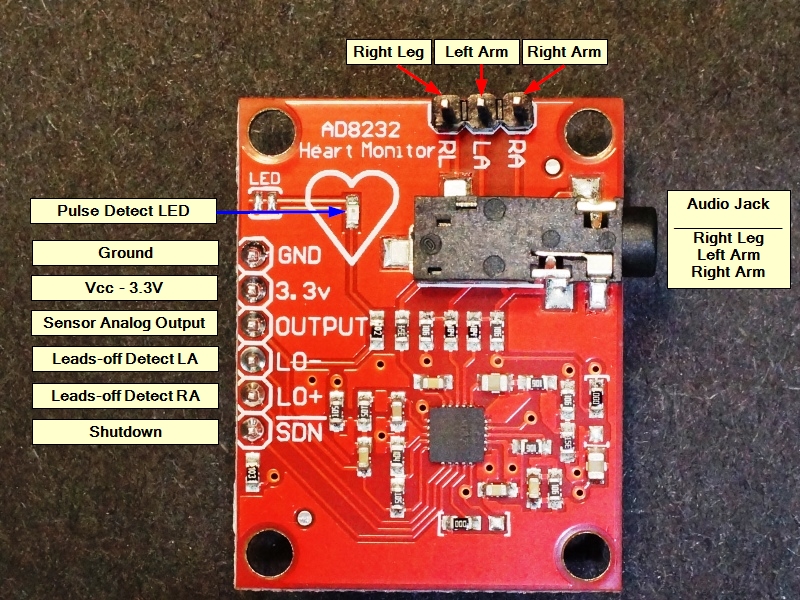 Right Leg
Left Arm
Right Arm
AD8232
Heart Monitor
RL
LA
RA
LED
Pulse Detect LED
Audio Jack
Right Leg
Left Arm
Right Arm
Ground
GND
Vcc - 3.3V
3.3v
Sensor Analog Output
OUTPUT
Leads-off Detect LA
LO-
Leads-off Detect RA
LO+
Shutdown
SDN